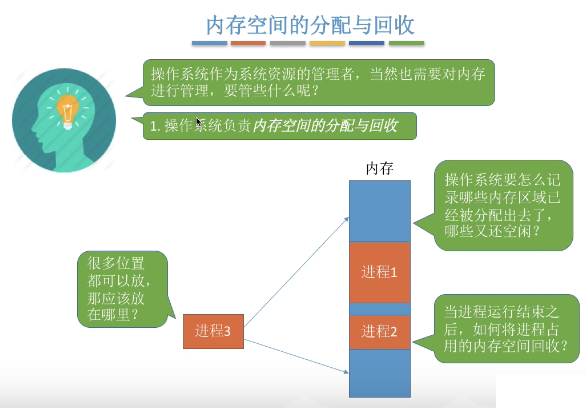 内存空间的分配与回收
操作系统作为系统资源的管理者，当然也需要对内存
进行管理，要管些什么呢？
1. 操作系统负责内存空间的分配与回收
内存
操作系统要怎么记
录哪些内存区域已
经被分配出去了，
哪些又还空闲？
进程1
很多位置
都可以放，
那应该放
在哪里？
进程3
进程2
当进程运行结束之
后，如何将进程占
用的内存空间回收？